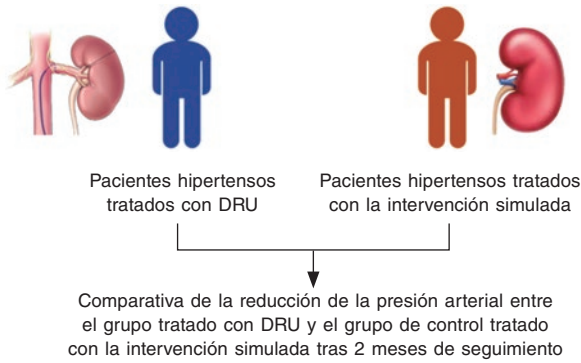 Pacientes hipertensos
tratados con DRU
Pacientes hipertensos tratados
con la intervención simulada
Comparativa de la reducción de la presión arterial entre
el grupo tratado con DRU y el grupo de control tratado
con la intervención simulada tras 2 meses de seguimiento